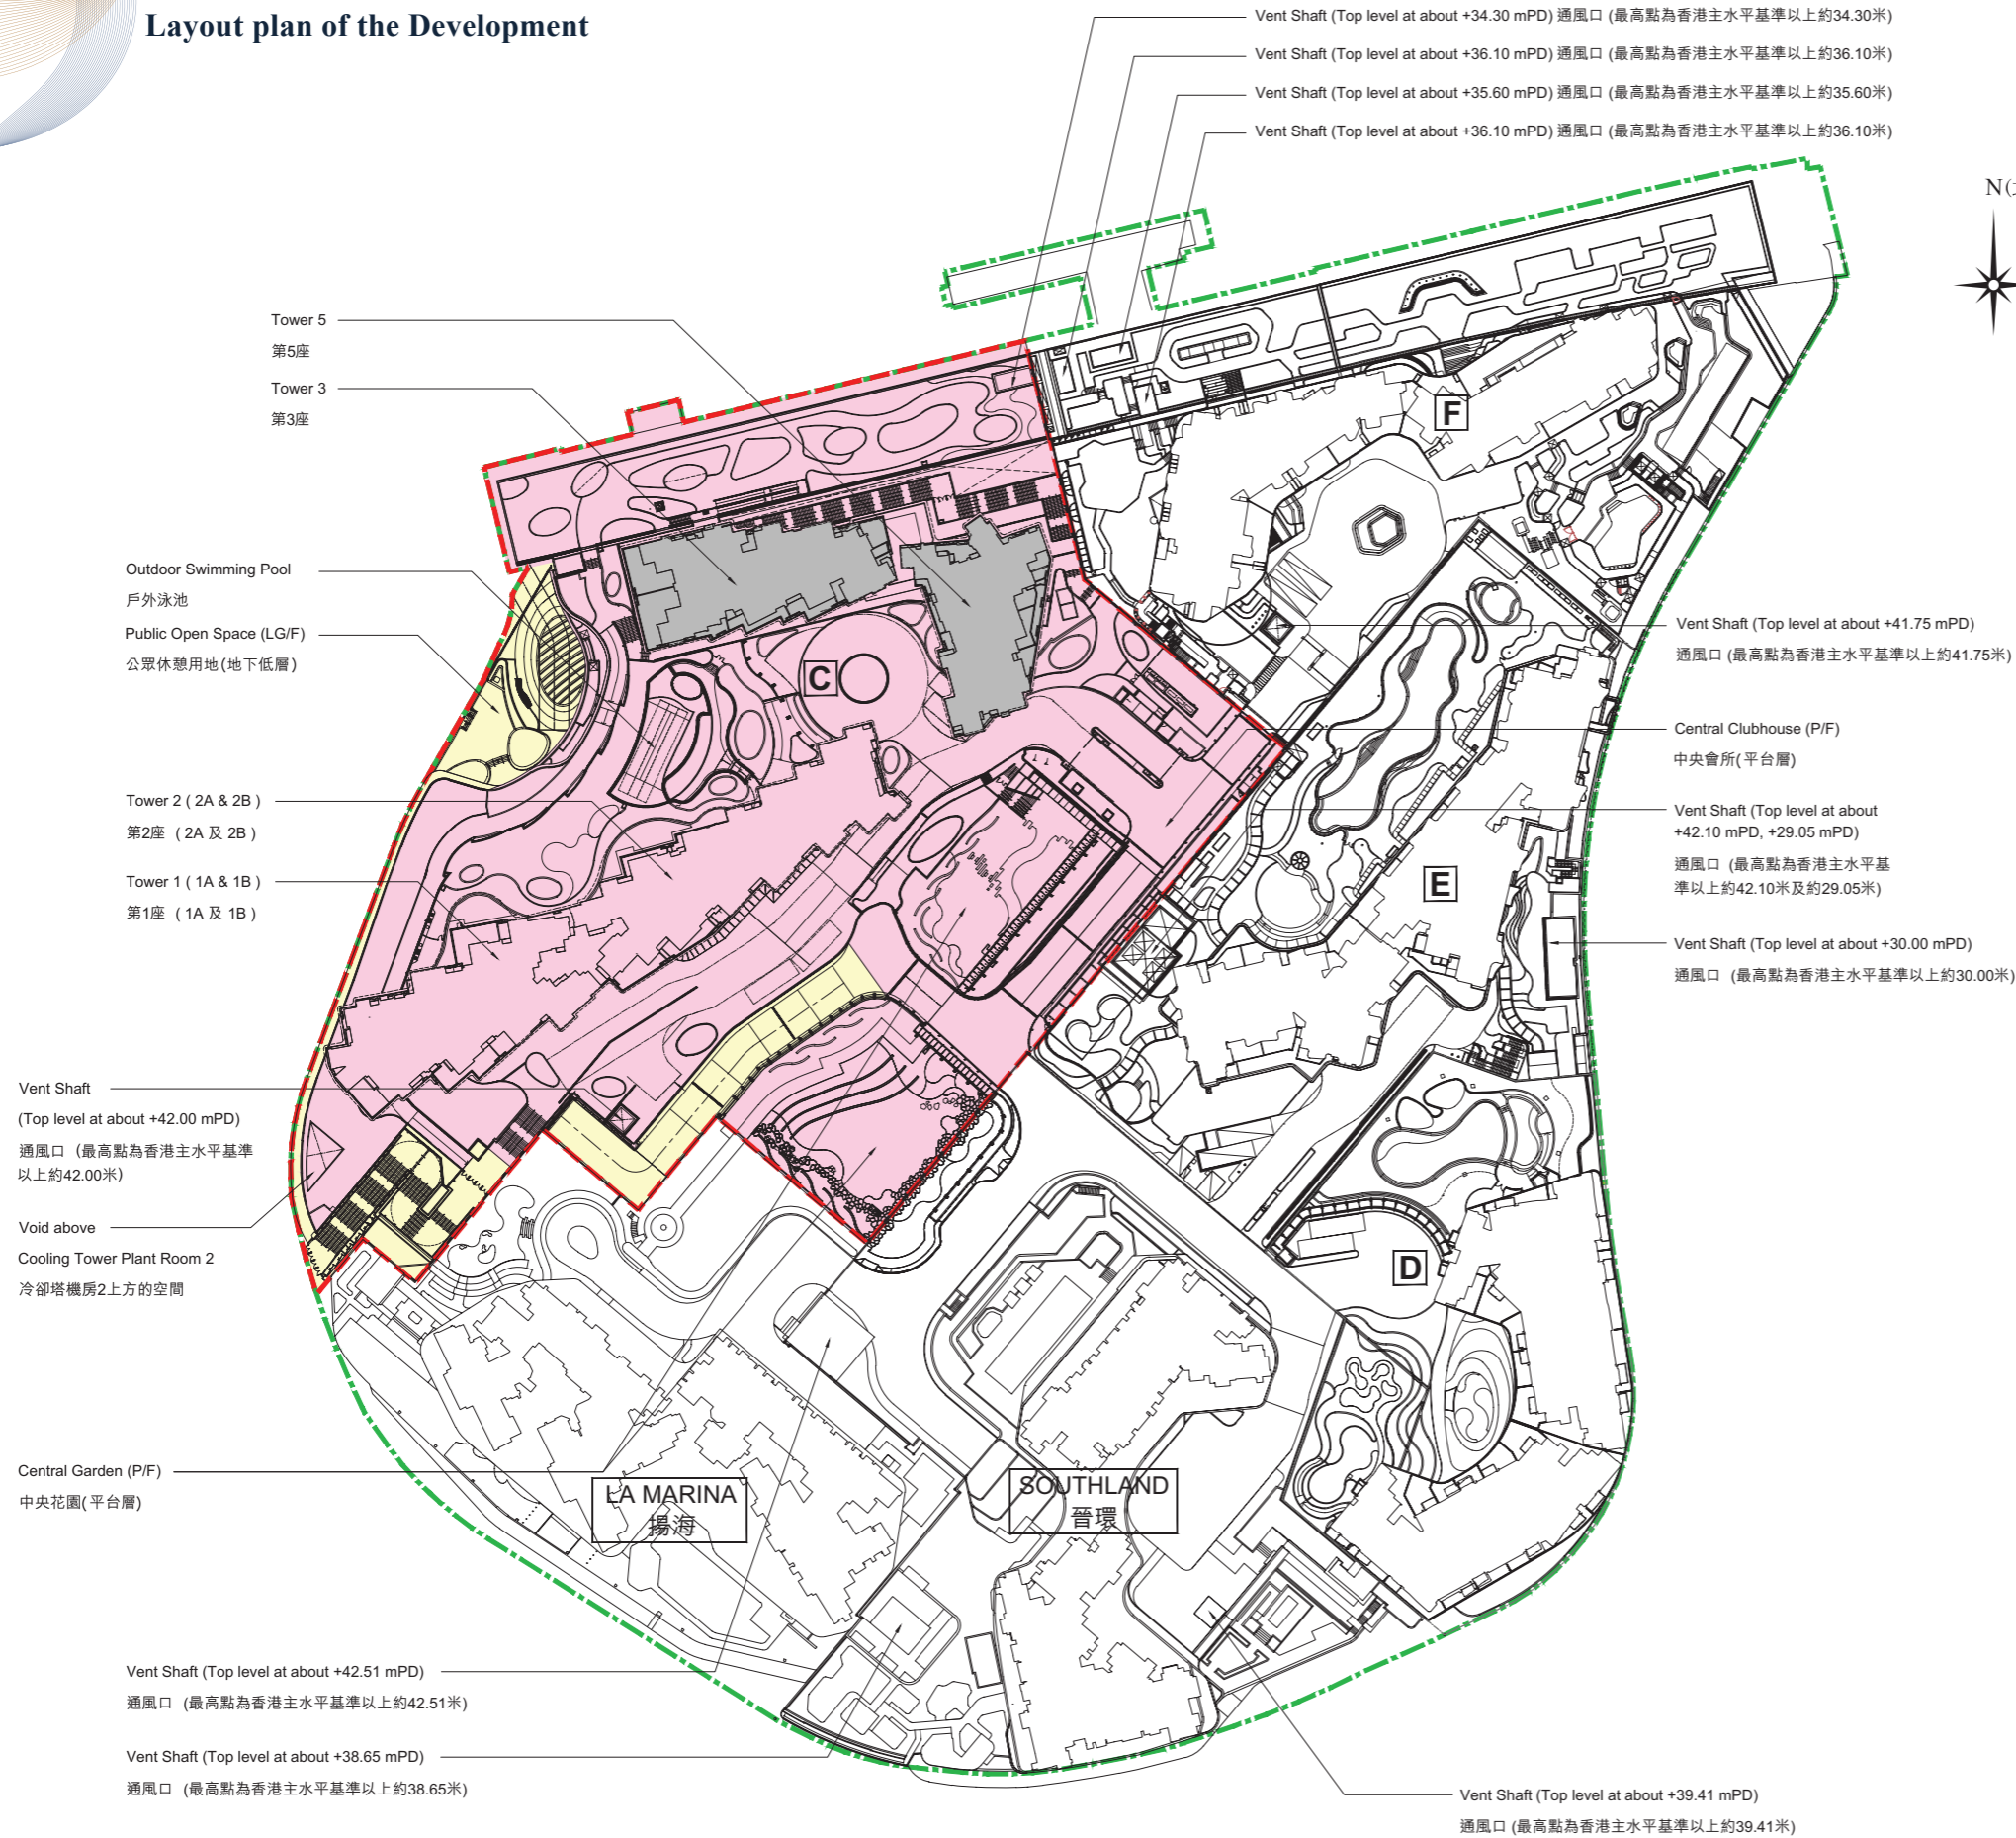 Layout plan of the Development
Vent Shaft (Top level at about +34.30 mPD) 通風口 (最高點為香港主水平基準以上約34.30米)
Vent Shaft (Top level at about +36.10 mPD) 通風口 (最高點為香港主水平基準以上約36.10米)
Vent Shaft (Top level at about +35.60 mPD) 通風口 (最高點為香港主水平基準以上約35.60米)
Vent Shaft (Top level at about +36.10 mPD) 通風口 (最高點為香港主水平基準以上約36.10米)
N
Tower 5
第5座
Tower 3
第3座
F
Outdoor Swimming Pool
戶外泳池
Public Open Space (LG/F)
公眾休憩用地(地下低層)
C
Vent Shaft (Top level at about +41.75 mPD)
通風口 (最高點為香港主水平基準以上約41.75米)
Central Clubhouse (P/F)
中央會所(平台層)
Tower 2 ( 2A & 2B )
第2座 ( 2A 及 2B )
Tower 1 ( 1A & 1B )
第1座 ( 1A 及 1B )
Vent Shaft (Top level at about
+42.10 mPD, +29.05 mPD)
通風口 (最高點為香港主水平基
準以上約42.10米及約29.05米)
E
Vent Shaft (Top level at about +30.00 mPD)
通風口 (最高點為香港主水平基準以上約30.00米)
Vent Shaft
(Top level at about +42.00 mPD)
通風口 (最高點為香港主水平基準
以上約42.00米)
Void above
Cooling Tower Plant Room 2
冷卻塔機房2上方的空間
D
Central Garden (P/F)
中央花園(平台層)
LA MARINA
揚海
SOUTHLAND
晉環
Vent Shaft (Top level at about +42.51 mPD)
通風口 (最高點為香港主水平基準以上約42.51米)
Vent Shaft (Top level at about +38.65 mPD)
通風口 (最高點為香港主水平基準以上約38.65米)
Vent Shaft (Top level at about +39.41 mPD)
通風口 (最高點為香港主水平基準以上約39.41米)